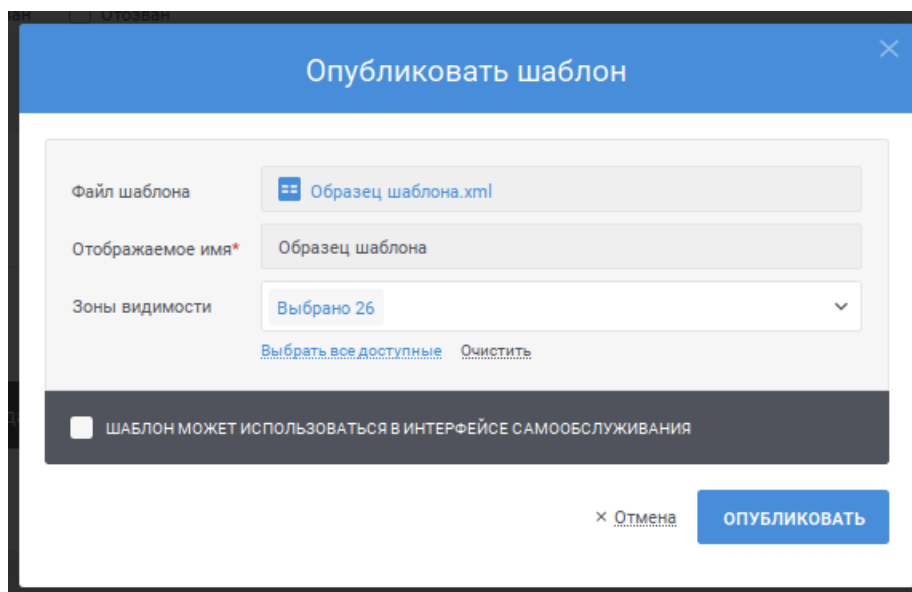 Отозван
Опубликовать шаблон
Файл шаблона Образец шаблона.xml
Отображаемое имя* Образец шаблона
Зоны видимости Выбрано 26
Выбрать все доступные Очистить
ШАБЛОН МОЖЕТ ИСПОЛЬЗОВАТЬСЯ В ИНТЕРФЕЙСЕ САМООБСЛУЖИВАНИЯ
× Отмена ОПУБЛИКОВАТЬ